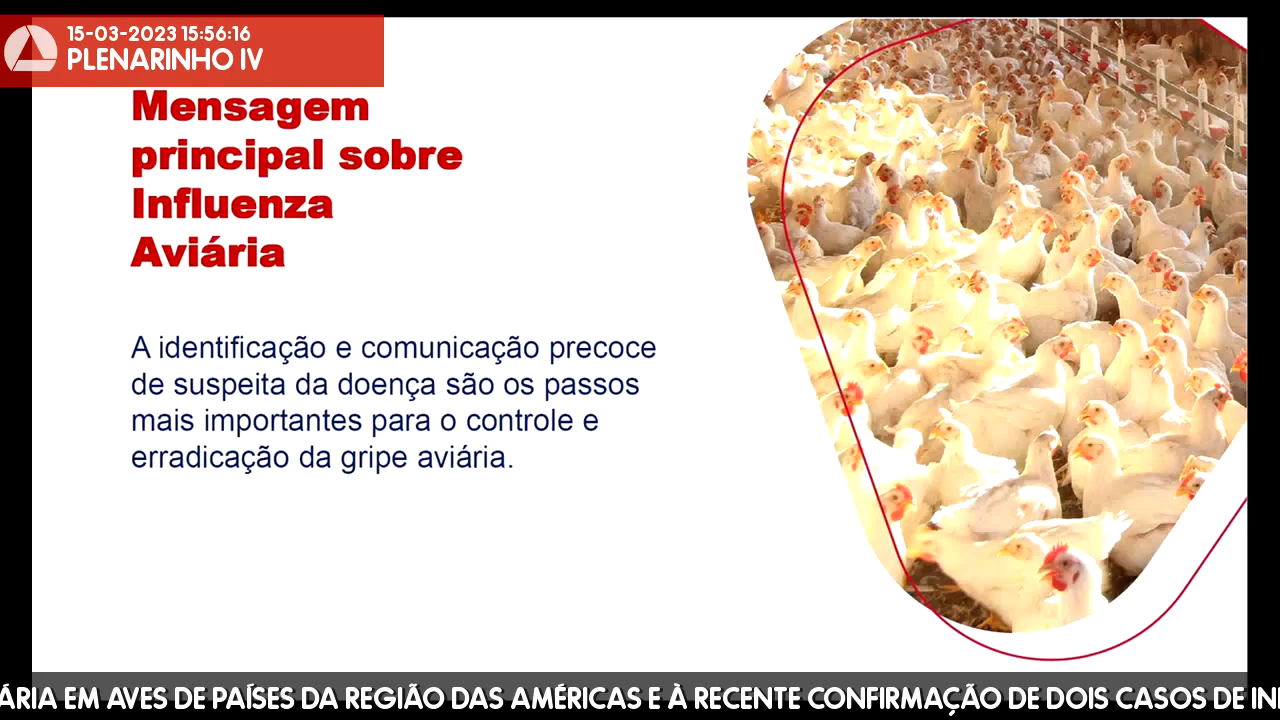 15-03-2023 15:56:16
PLENARINHO IV
Mensagem
principal sobre
Influenza
Aviária
A identificação e comunicação precoce
de suspeita da doença são os passos
mais importantes para o controle e
erradicação da gripe aviária.
ÁRIA EM AVES DE PAÍSES DA REGIÃO DAS AMÉRICAS E À RECENTE CONFIRMAÇÃO DE DOIS CASOS DE